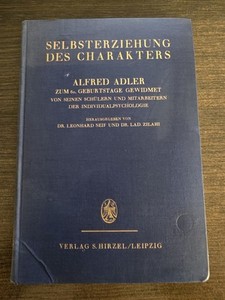 SELBSTERZIEHUNG
DES CHARAKTERS
ALFRED ADLER
ZUM 60. GEBURTSTAGE GEWIDMET
VON SEINEN SCHÜLERN UND MITARBEITERN
DER INDIVIDUALPSYCHOLOGIE
HERAUSGEGEBEN VON
DR. LEONHARD SEIF UND DR. LAD. ZILAHI
VERLAG S. HIRZEL/LEIPZIG